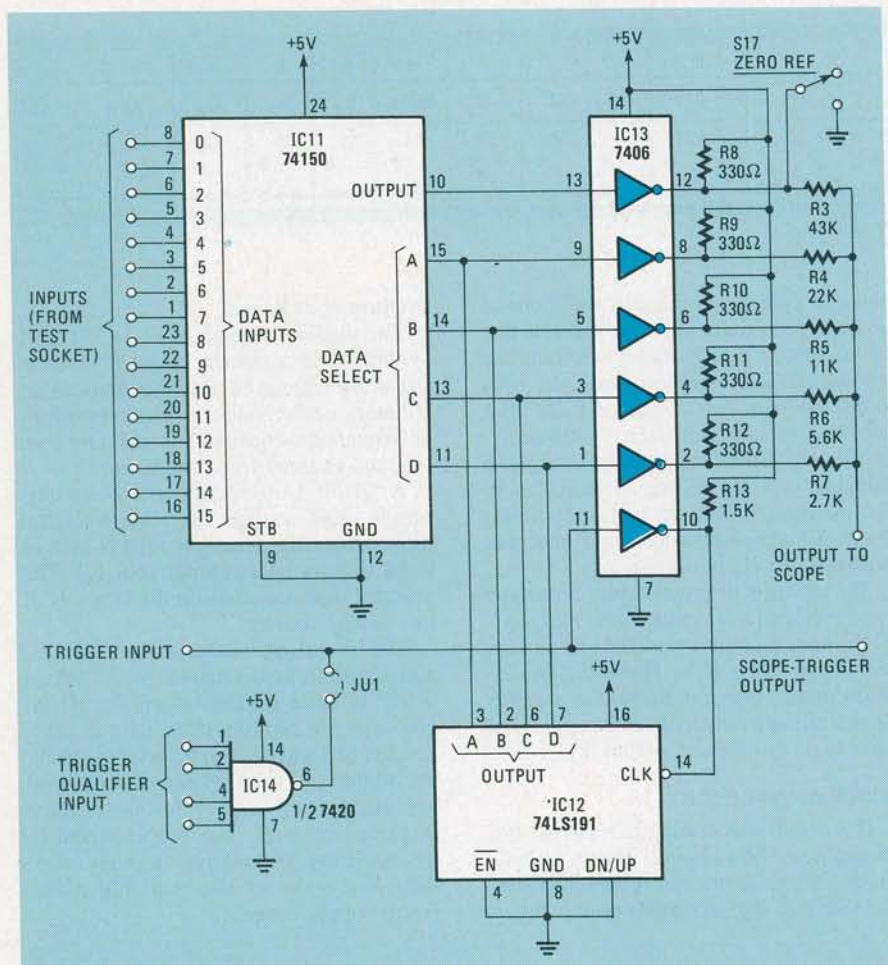 +5V
24
IC11
74150
8
7
6
5
4
3
2
1
23
22
21
20
19
18
17
16
0
1
2
3
4
5
6
7
8
9
10
11
12
13
14
15
INPUTS
(FROM
TEST
SOCKET)
DATA
INPUTS
OUTPUT
DATA
SELECT
A
B
C
D
10
15
14
13
11
STB
9
GND
12
+5V
14
IC13
7406
13
12
9
8
5
6
3
4
1
2
11
10
7
R8
330Ω
R9
330Ω
R10
330Ω
R11
330Ω
R12
330Ω
R13
1.5K
S17
ZERO REF
R3
43K
R4
22K
R5
11K
R6
5.6K
R7
2.7K
OUTPUT TO
SCOPE
TRIGGER INPUT
JU1
SCOPE-TRIGGER
OUTPUT
TRIGGER
QUALIFIER
INPUT
+5V
1
2
4
5
14
IC14
6
7
1/2 7420
+5V
3
2
6
7
16
A
B
C
D
OUTPUT
CLK
14
IC12
74LS191
EN
GND
DN/UP
4
8
5